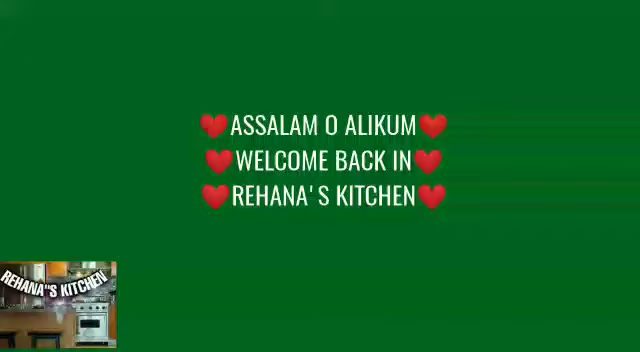 ❤ASSALAM O ALIKUM❤
❤WELCOME BACK IN❤
❤REHANA'S KITCHEN❤
REHANA"S KITCHEN